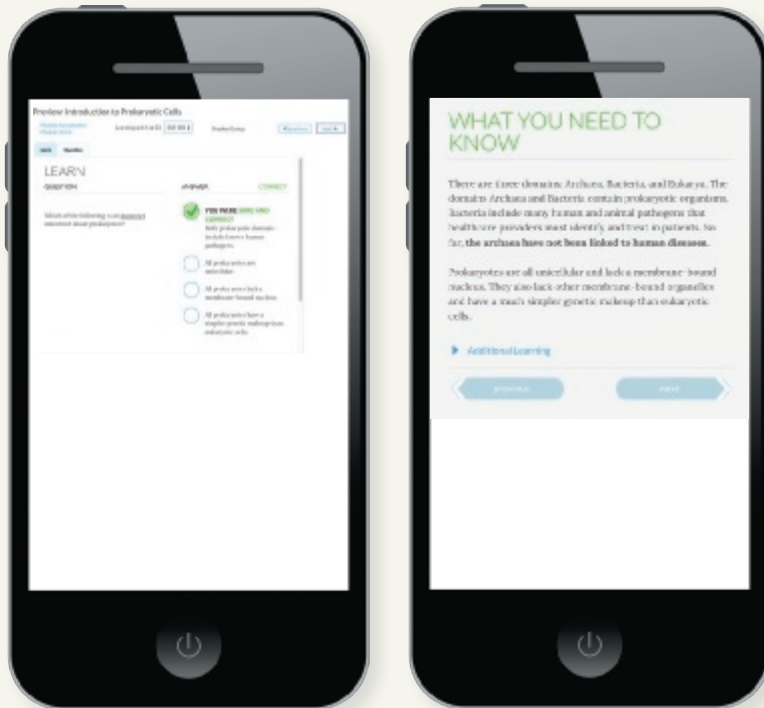 Preview Introduction to Prokaryotic Cells
LEARN
QUESTION
ANSWER
CORRECT
Which of the following is an incorrect
statement about prokaryotes?
YOU WERE SURE AND
CORRECT
Both prokaryotic domains
include known human
pathogens.
All prokaryotes are
unicellular.
All prokaryotes lack a
membrane-bound nucleus.
All prokaryotes have a
simpler genetic makeup than
eukaryotic cells.
WHAT YOU NEED TO
KNOW
There are three domains: Archaea, Bacteria, and Eukarya. The
domains Archaea and Bacteria contain prokaryotic organisms.
Bacteria include many human and animal pathogens that
healthcare providers must identify and treat in patients. So
far, the archaea have not been linked to human diseases.
Prokaryotes are all unicellular and lack a membrane-bound
nucleus. They also lack other membrane-bound organelles
and have a much simpler genetic makeup than eukaryotic
cells.
Additional Learning
PREVIOUS
NEXT